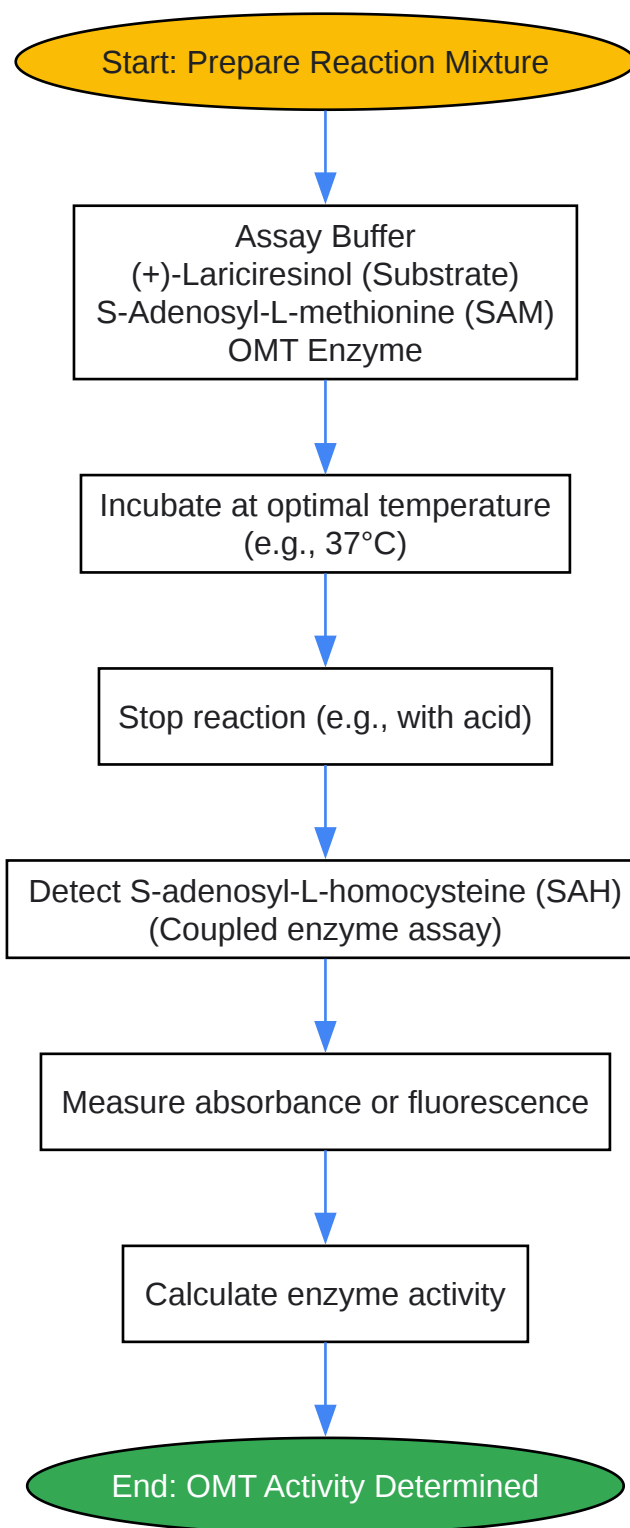 Start: Prepare Reaction Mixture
Assay Buffer
(+)-Lariciresinol (Substrate)
S-Adenosyl-L-methionine (SAM)
OMT Enzyme
Incubate at optimal temperature
(e.g., 37°C)
Stop reaction (e.g., with acid)
Detect S-adenosyl-L-homocysteine (SAH)
(Coupled enzyme assay)
Measure absorbance or fluorescence
Calculate enzyme activity
End: OMT Activity Determined